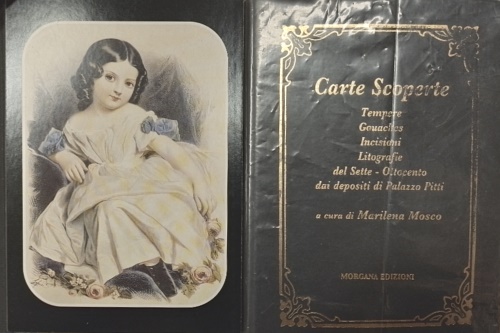 Carte Scoperte
Tempere
Gouaches
Incisioni
Litografie
del Sette - Ottocento
dai depositi di Palazzo Pitti
a cura di Marilena Mosco
MORGANA EDIZIONI